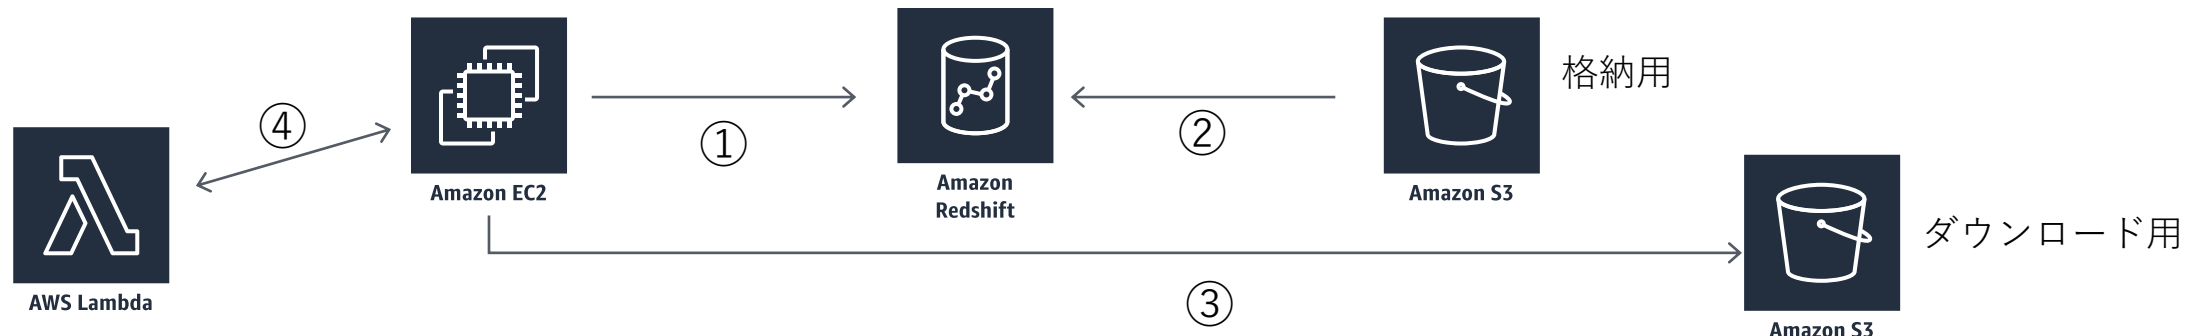 格納用
④
①
②
Amazon EC2
Amazon
Redshift
Amazon S3
ダウンロード用
AWS Lambda
③
Amazon S3